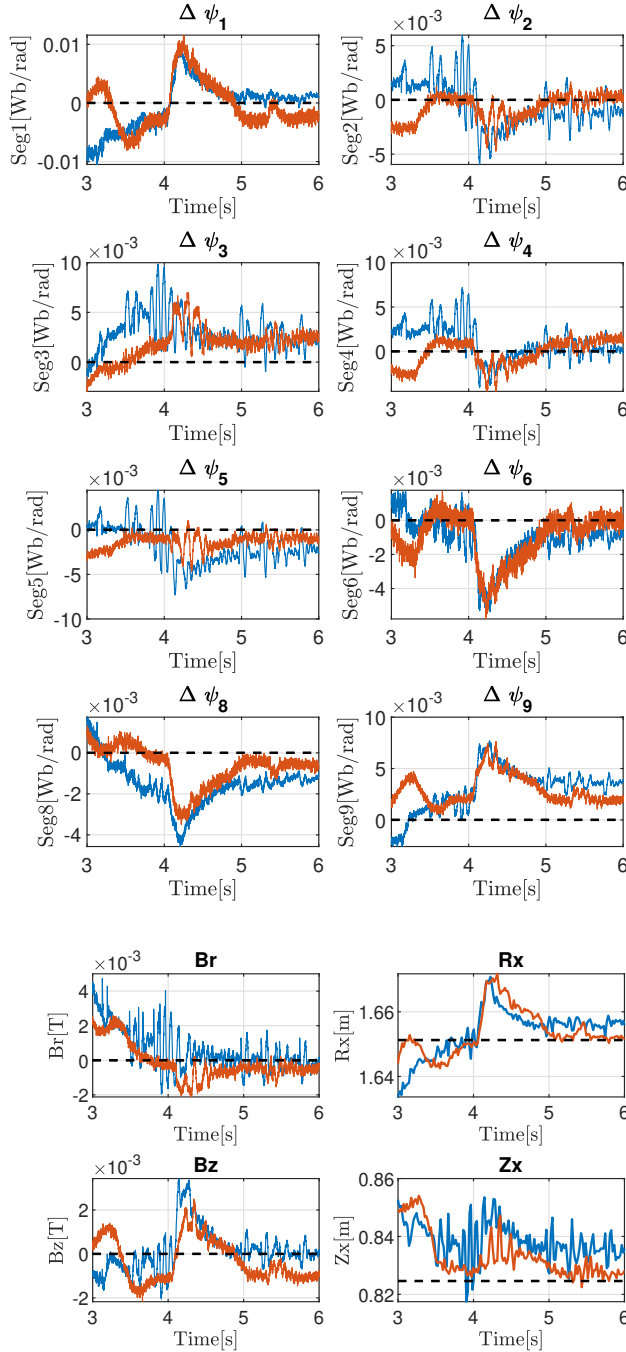 Δ ψ1
Seg1[Wb/rad]
0.01
0
-0.01
3 4 5 6
Time[s]
Δ ψ2
×10-3
Seg2[Wb/rad]
5
0
-5
3 4 5 6
Time[s]
Δ ψ3
×10-3
Seg3[Wb/rad]
10
5
0
3 4 5 6
Time[s]
Δ ψ4
×10-3
Seg4[Wb/rad]
10
5
0
3 4 5 6
Time[s]
Δ ψ5
×10-3
Seg5[Wb/rad]
0
-5
-10
3 4 5 6
Time[s]
Δ ψ6
×10-3
Seg6[Wb/rad]
0
-2
-4
3 4 5 6
Time[s]
Δ ψ8
×10-3
Seg8[Wb/rad]
0
-2
-4
3 4 5 6
Time[s]
Δ ψ9
×10-3
Seg9[Wb/rad]
10
5
0
3 4 5 6
Time[s]
Br
×10-3
Br[T]
4
2
0
-2
3 4 5 6
Time[s]
Rx
Rx[m]
1.66
1.64
3 4 5 6
Time[s]
Bz
×10-3
Bz[T]
2
0
-2
3 4 5 6
Time[s]
Zx
Zx[m]
0.86
0.84
0.82
3 4 5 6
Time[s]